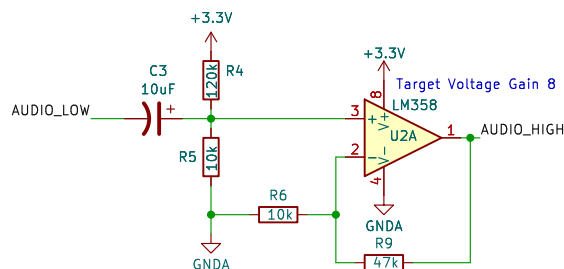 +3.3V
C3
10uF
+
120k
R4
AUDIO_LOW
R5
10k
R6
10k
GNDA
+3.3V
Target Voltage Gain 8
LM358
8
V+
3
+
U2A
1
AUDIO_HIGH
2
-
V-
4
GNDA
R9
47k